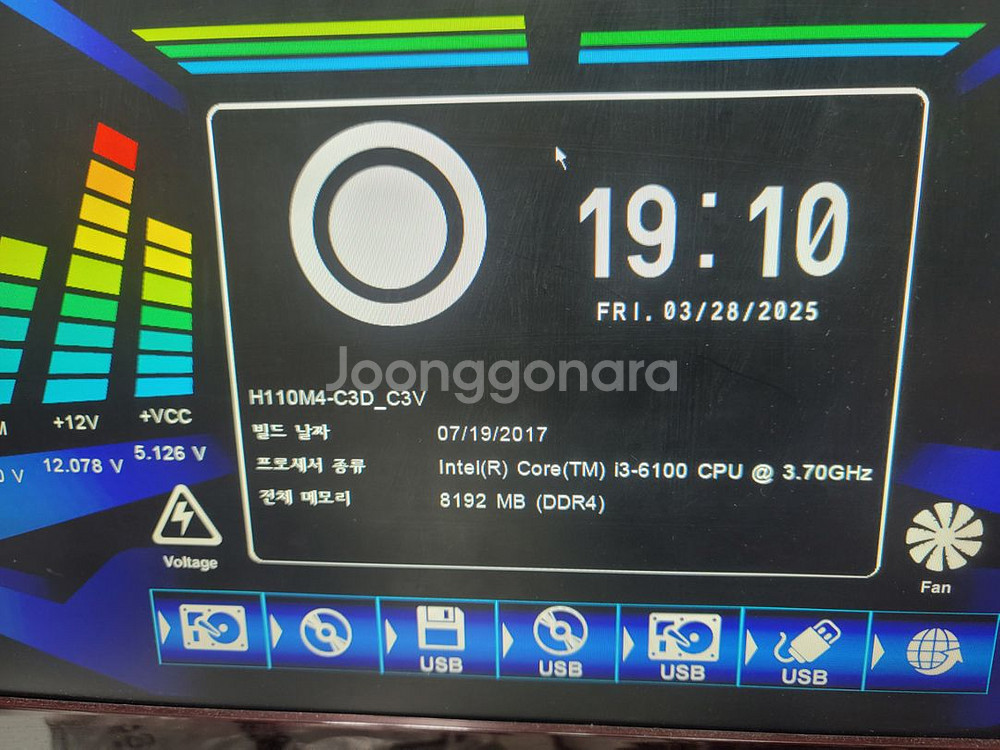 19:10
FRI. 03/28/2025
Joonggonara
H110M4-C3D_C3V
빌드 날짜 07/19/2017
프로세서 종류 Intel(R) Core(TM) i3-6100 CPU @ 3.70GHz
전체 메모리 8192 MB (DDR4)
+12V +VCC
12.078 V 5.126 V
Voltage
Fan
USB USB USB USB